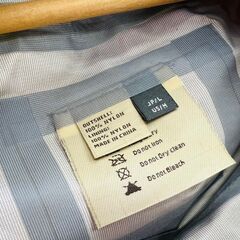 OUTSHELL:
100% NYLON
LINING:
100% NYLON
MADE IN CHINA
JP/L
US/M
Do not Iron
Do not Dry clean
Do not Bleach